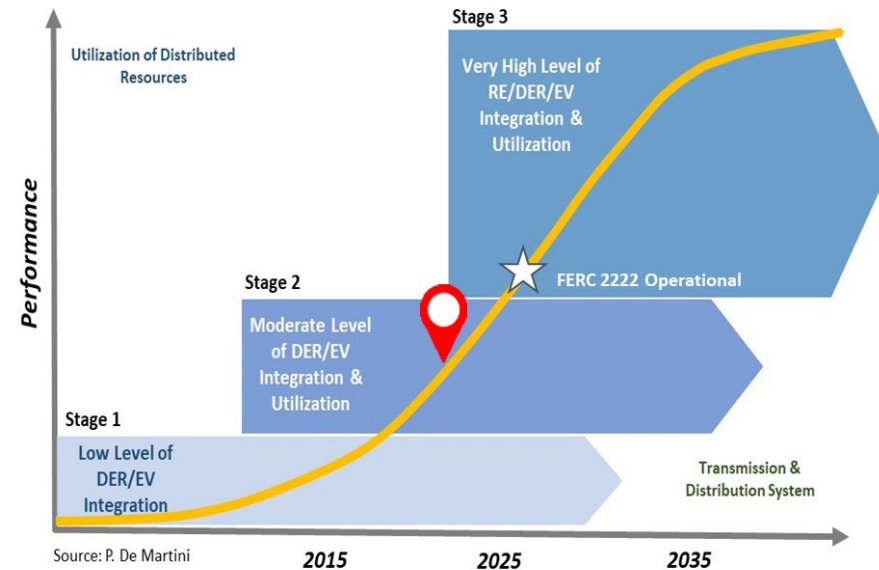 Stage 3
Utilization of Distributed
Resources
Very High Level of
RE/DER/EV
Integration &
Utilization
Performance
FERC 2222 Operational
Stage 2
Moderate Level
of DER/EV
Integration &
Utilization
Stage 1
Low Level of
DER/EV
Integration
Transmission &
Distribution System
Source: P. De Martini
2015
2025
2035